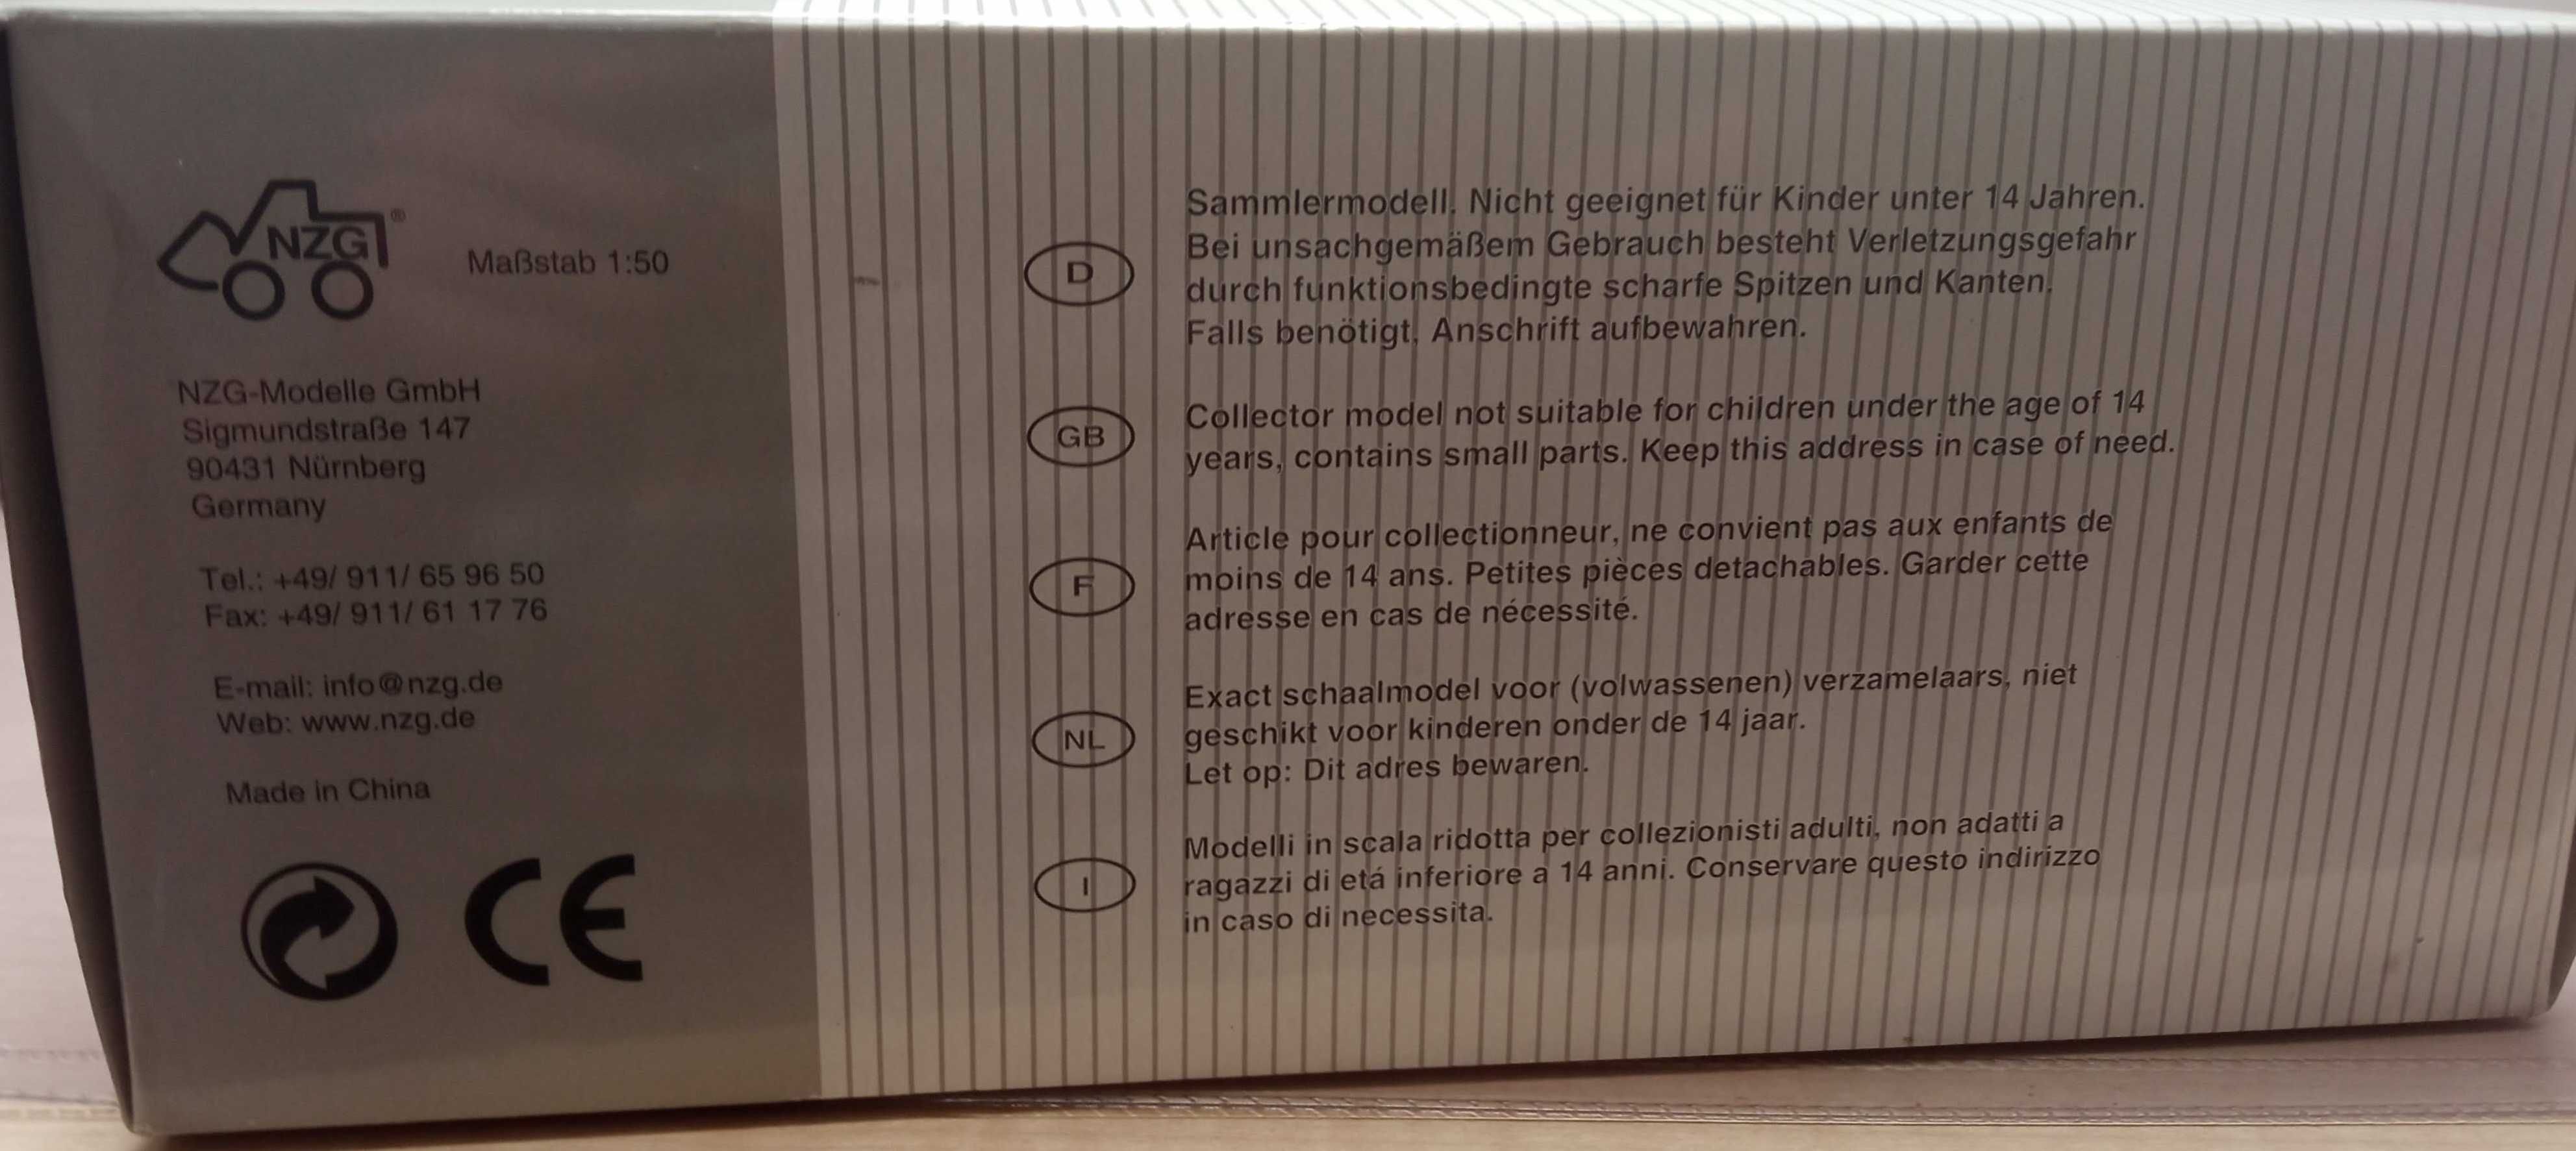 NZG®
Maßstab 1:50
NZG-Modelle GmbH
Sigmundstraße 147
90431 Nürnberg
Germany
Tel.: +49/ 911/ 65 96 50
Fax: +49/ 911/ 61 17 76
E-mail: info@nzg.de
Web: www.nzg.de
Made in China
CE
D
Sammlermodell. Nicht geeignet für Kinder unter 14 Jahren.
Bei unsachgemäßem Gebrauch besteht Verletzungsgefahr
durch funktionsbedingte scharfe Spitzen und Kanten.
Falls benötigt, Anschrift aufbewahren.
GB
Collector model not suitable for children under the age of 14
years, contains small parts. Keep this address in case of need.
F
Article pour collectionneur, ne convient pas aux enfants de
moins de 14 ans. Petites pièces detachables. Garder cette
adresse en cas de nécessité.
NL
Exact schaalmodel voor (volwassenen) verzamelaars, niet
geschikt voor kinderen onder de 14 jaar.
Let op: Dit adres bewaren.
I
Modelli in scala ridotta per collezionisti adulti, non adatti a
ragazzi di etá inferiore a 14 anni. Conservare questo indirizzo
in caso di necessita.